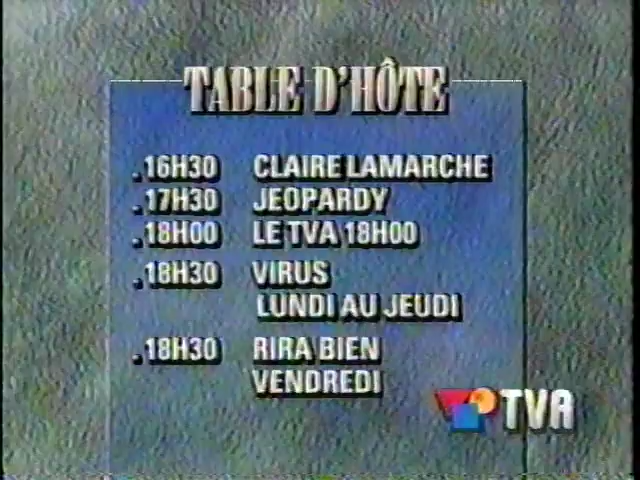 TABLE D'HÔTE
.16H30 CLAIRE LAMARCHE
.17H30 JEOPARDY
.18H00 LE TVA 18H00
.18H30 VIRUS
LUNDI AU JEUDI
.18H30 RIRA BIEN
VENDREDI
TVA